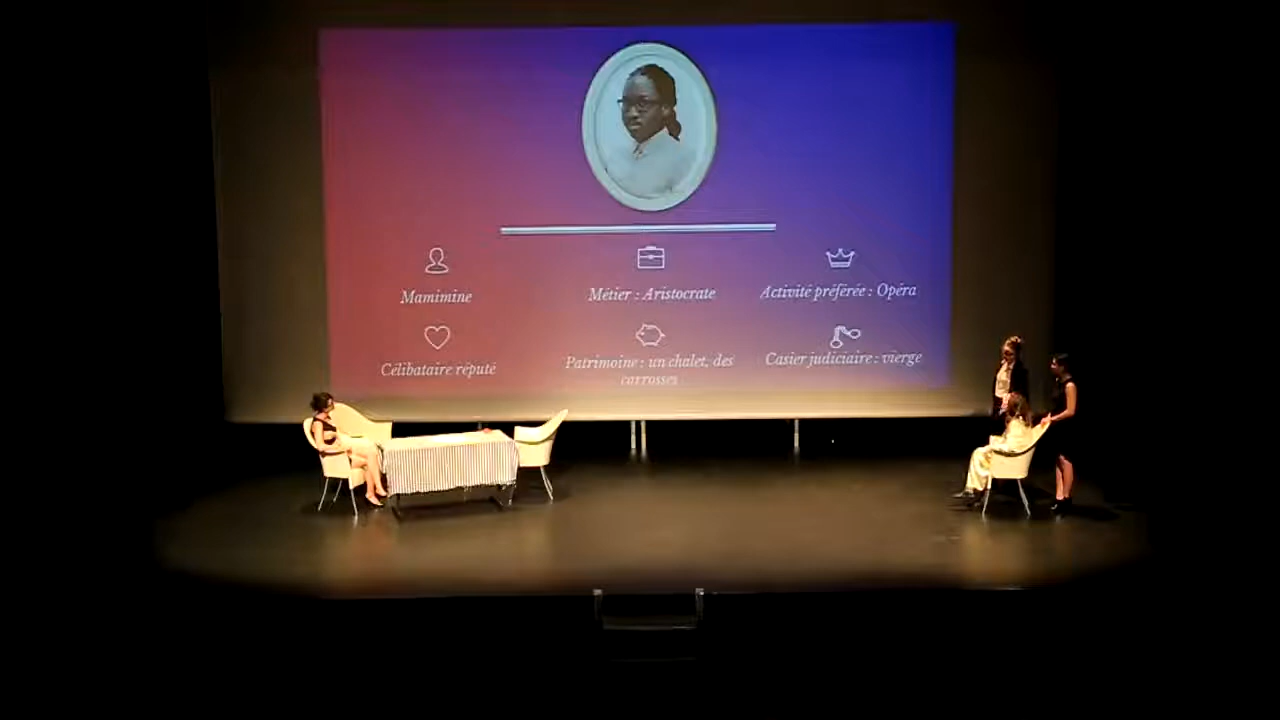 Mamimine
Métier : Aristocrate
Activité préférée : Opéra
Célibataire réputé
Patrimoine : un chalet, des
carrosses
Casier judiciaire : vierge